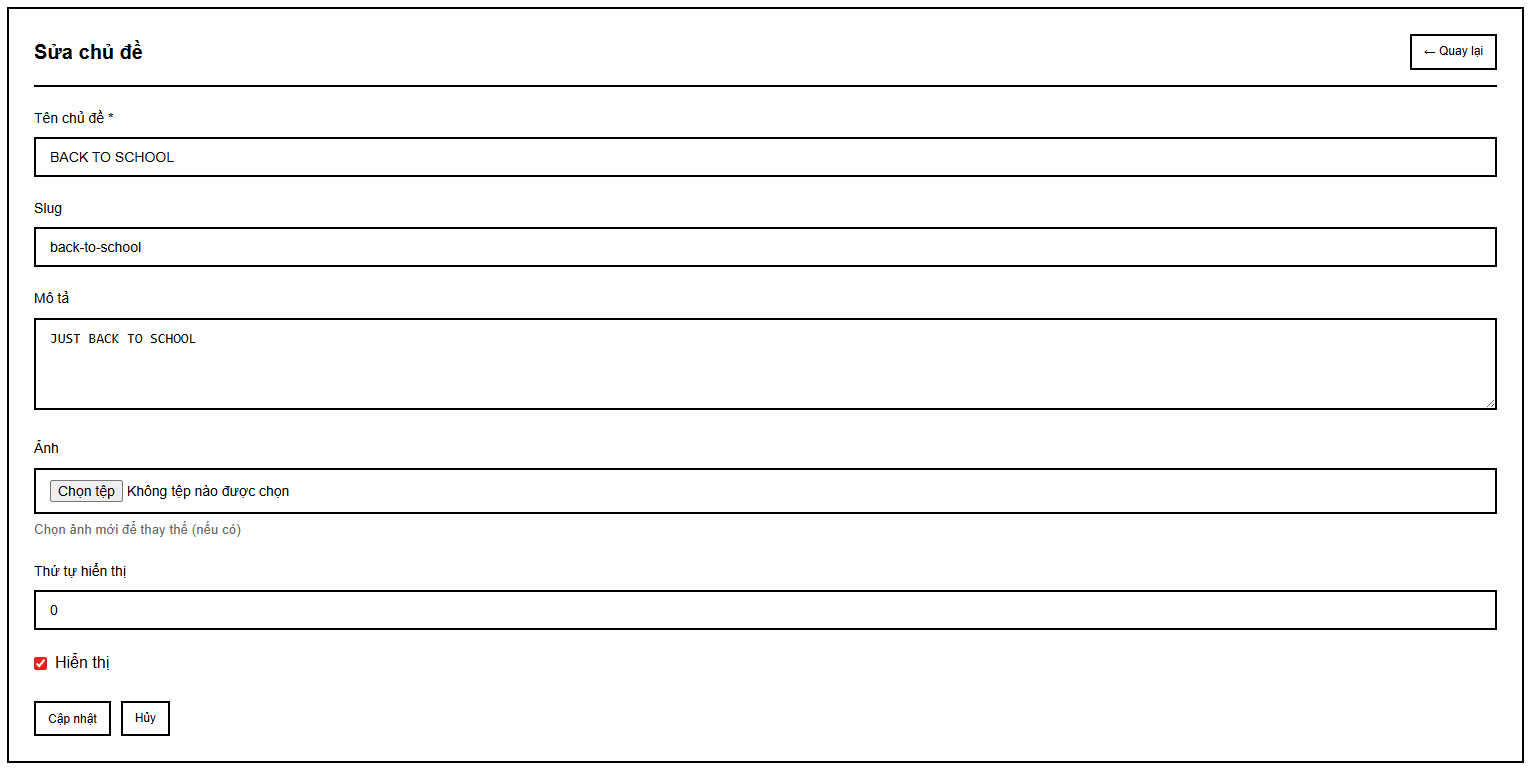 Sửa chủ đề
← Quay lại
Tên chủ đề *
BACK TO SCHOOL
Slug
back-to-school
Mô tả
JUST BACK TO SCHOOL
Ảnh
Chọn tệp Không tệp nào được chọn
Chọn ảnh mới để thay thế (nếu có)
Thứ tự hiển thị
0
Hiển thị
Cập nhật Hủy